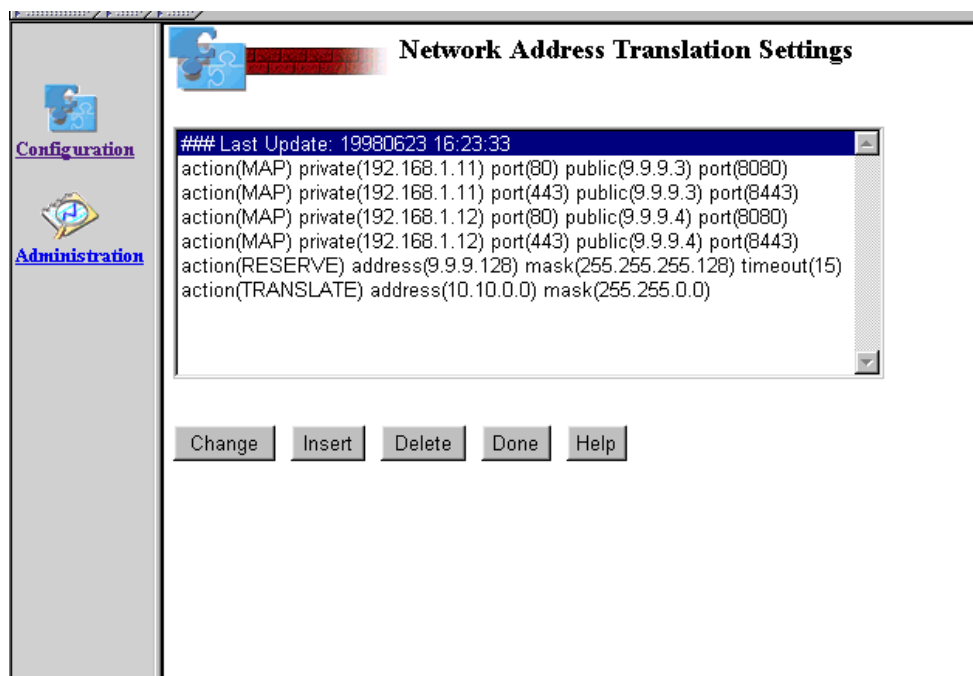 Network Address Translation Settings
Configuration
Administration
### Last Update: 19980623 16:23:33
action(MAP) private(192.168.1.11) port(80) public(9.9.9.3) port(8080)
action(MAP) private(192.168.1.11) port(443) public(9.9.9.3) port(8443)
action(MAP) private(192.168.1.12) port(80) public(9.9.9.4) port(8080)
action(MAP) private(192.168.1.12) port(443) public(9.9.9.4) port(8443)
action(RESERVE) address(9.9.9.128) mask(255.255.255.128) timeout(15)
action(TRANSLATE) address(10.10.0.0) mask(255.255.0.0)
Change Insert Delete Done Help